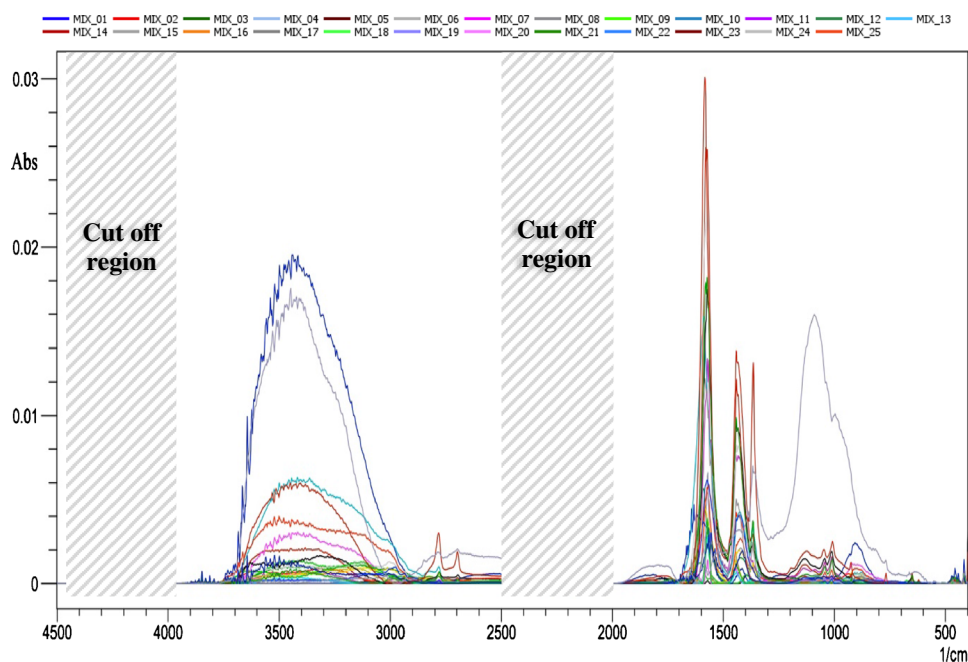 MIX_01 MIX_02 MIX_03 MIX_04 MIX_05 MIX_06 MIX_07 MIX_08 MIX_09 MIX_10 MIX_11 MIX_12 MIX_13
MIX_14 MIX_15 MIX_16 MIX_17 MIX_18 MIX_19 MIX_20 MIX_21 MIX_22 MIX_23 MIX_24 MIX_25
0.03
Abs
Cut off
region
Cut off
region
0.02
0.01
0
4500 4000 3500 3000 2500 2000 1500 1000 500
1/cm